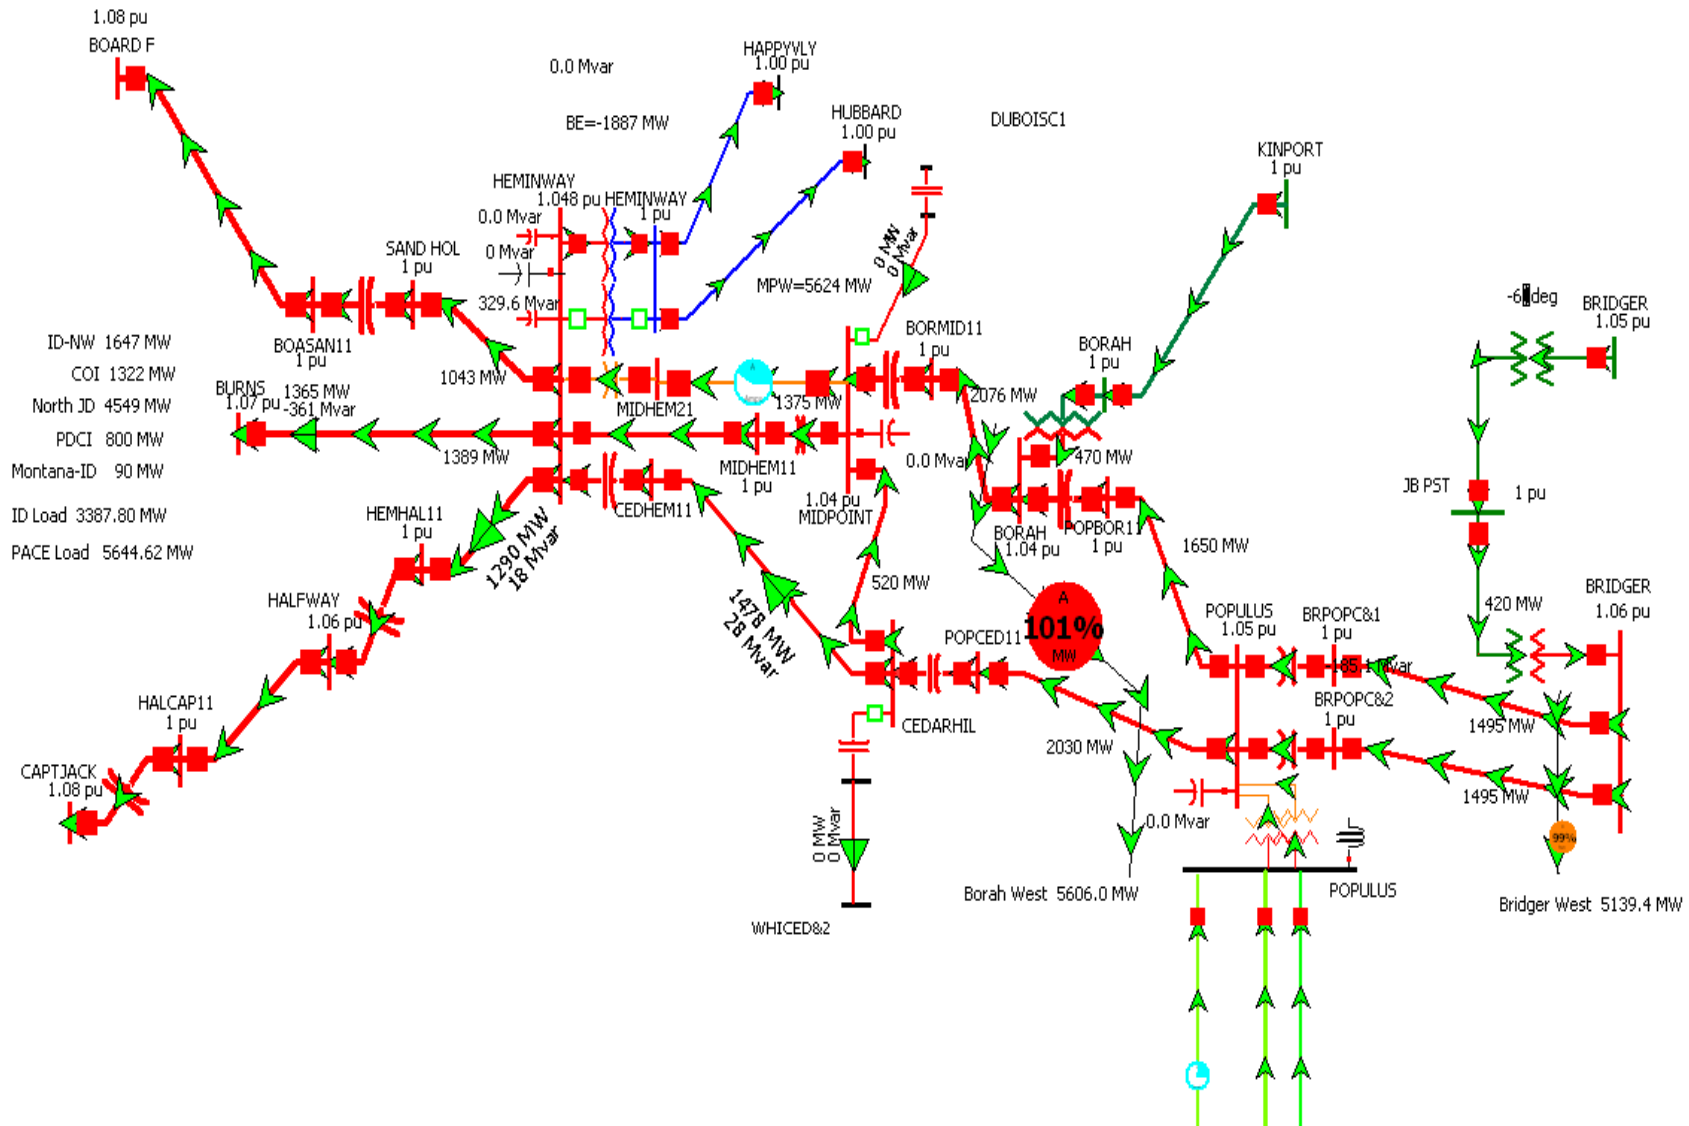 1.08 pu
BOARD F
0.0 Mvar
HAPPYVLY
1.00 pu
BE=-1887 MW
HUBBARD
1.00 pu
DUBOISC1
KINPORT
1 pu
HEMINWAY
1.048 pu
HEMINWAY
1 pu
0.0 Mvar
0 Mvar
329.6 Mvar
SAND HOL
1 pu
MPW=5624 MW
0 MW
0 Mvar
BORMID11
1 pu
BORAH
1 pu
deg
BRIDGER
1.05 pu
BOASAN11
1 pu
ID-NW 1647 MW
COI 1322 MW
North JD 4549 MW
PDCI 800 MW
Montana-ID 90 MW
ID Load 3387.80 MW
PACE Load 5644.62 MW
BURNS
1.07 pu
1365 MW
-361 Mvar
1043 MW
MIDHEM21
1375 MW
2076 MW
1389 MW
MIDHEM11
1 pu
0.0 Mvar
470 MW
1.04 pu
MIDPOINT
CEDHEM11
BORAH
1.04 pu
POPBOR11
1 pu
JB PST
1 pu
HEMHAL11
1 pu
1290 MW
18 Mvar
1650 MW
520 MW
1478 MW
28 Mvar
HALFWAY
1.06 pu
A
101%
MW
POPCED11
1 pu
POPULUS
1.05 pu
BRPOPC&1
1 pu
420 MW
BRIDGER
1.06 pu
HALCAP11
1 pu
CEDARHIL
2030 MW
BRPOPC&2
1 pu
1495 MW
1495 MW
CAPTJACK
1.08 pu
0 MW
0 Mvar
0.0 Mvar
99%
Borah West 5606.0 MW
POPULUS
Bridger West 5139.4 MW
WHICED&2